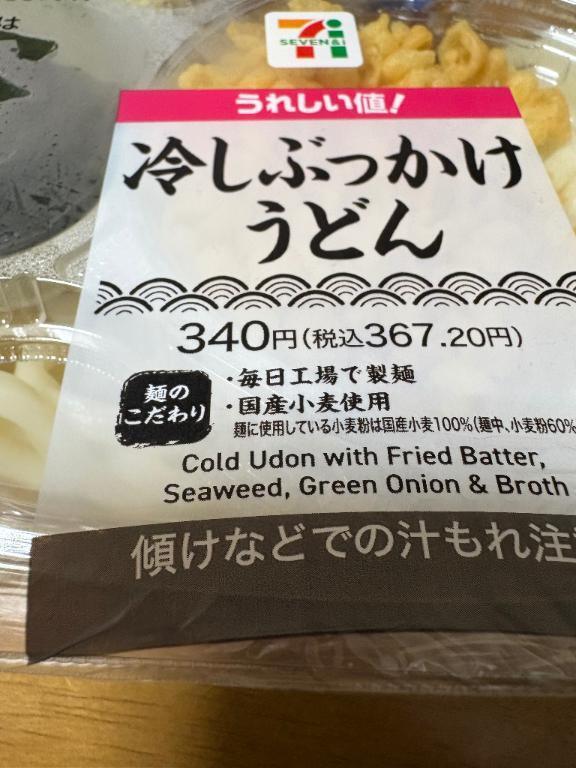 は
SEVEN&i
うれしい値!
冷しぶっかけ
うどん
340円(税込367.20円)
麺の
こだわり
・毎日工場で製麺
・国産小麦使用
麺に使用している小麦粉は国産小麦100%(麺中、小麦粉60%
Cold Udon with Fried Batter,
Seaweed, Green Onion & Broth
傾けなどでの汁もれ注